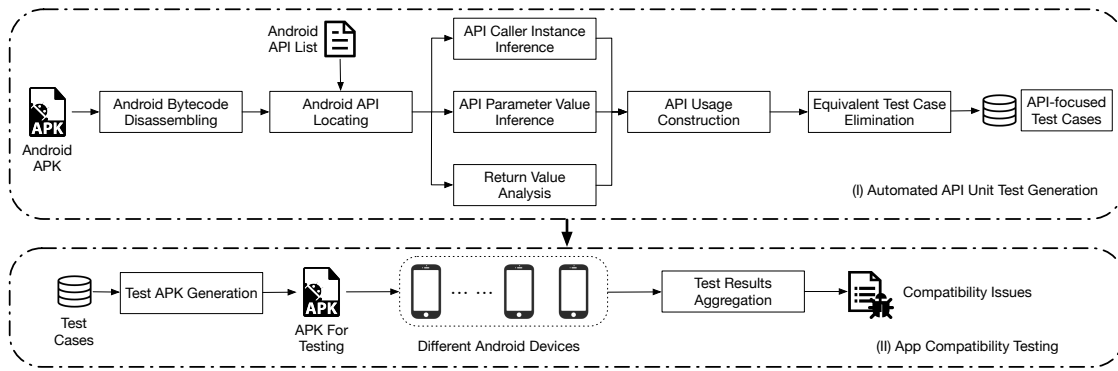 Android
API List
API Caller Instance
Inference
APK
Android
APK
Android Bytecode
Disassembling
Android API
Locating
API Parameter Value
Inference
API Usage
Construction
Equivalent Test Case
Elimination
API-focused
Test Cases
Return Value
Analysis
(I) Automated API Unit Test Generation
Test
Cases
Test APK Generation
APK
APK For
Testing
... ...
Different Android Devices
Test Results
Aggregation
Compatibility Issues
(II) App Compatibility Testing